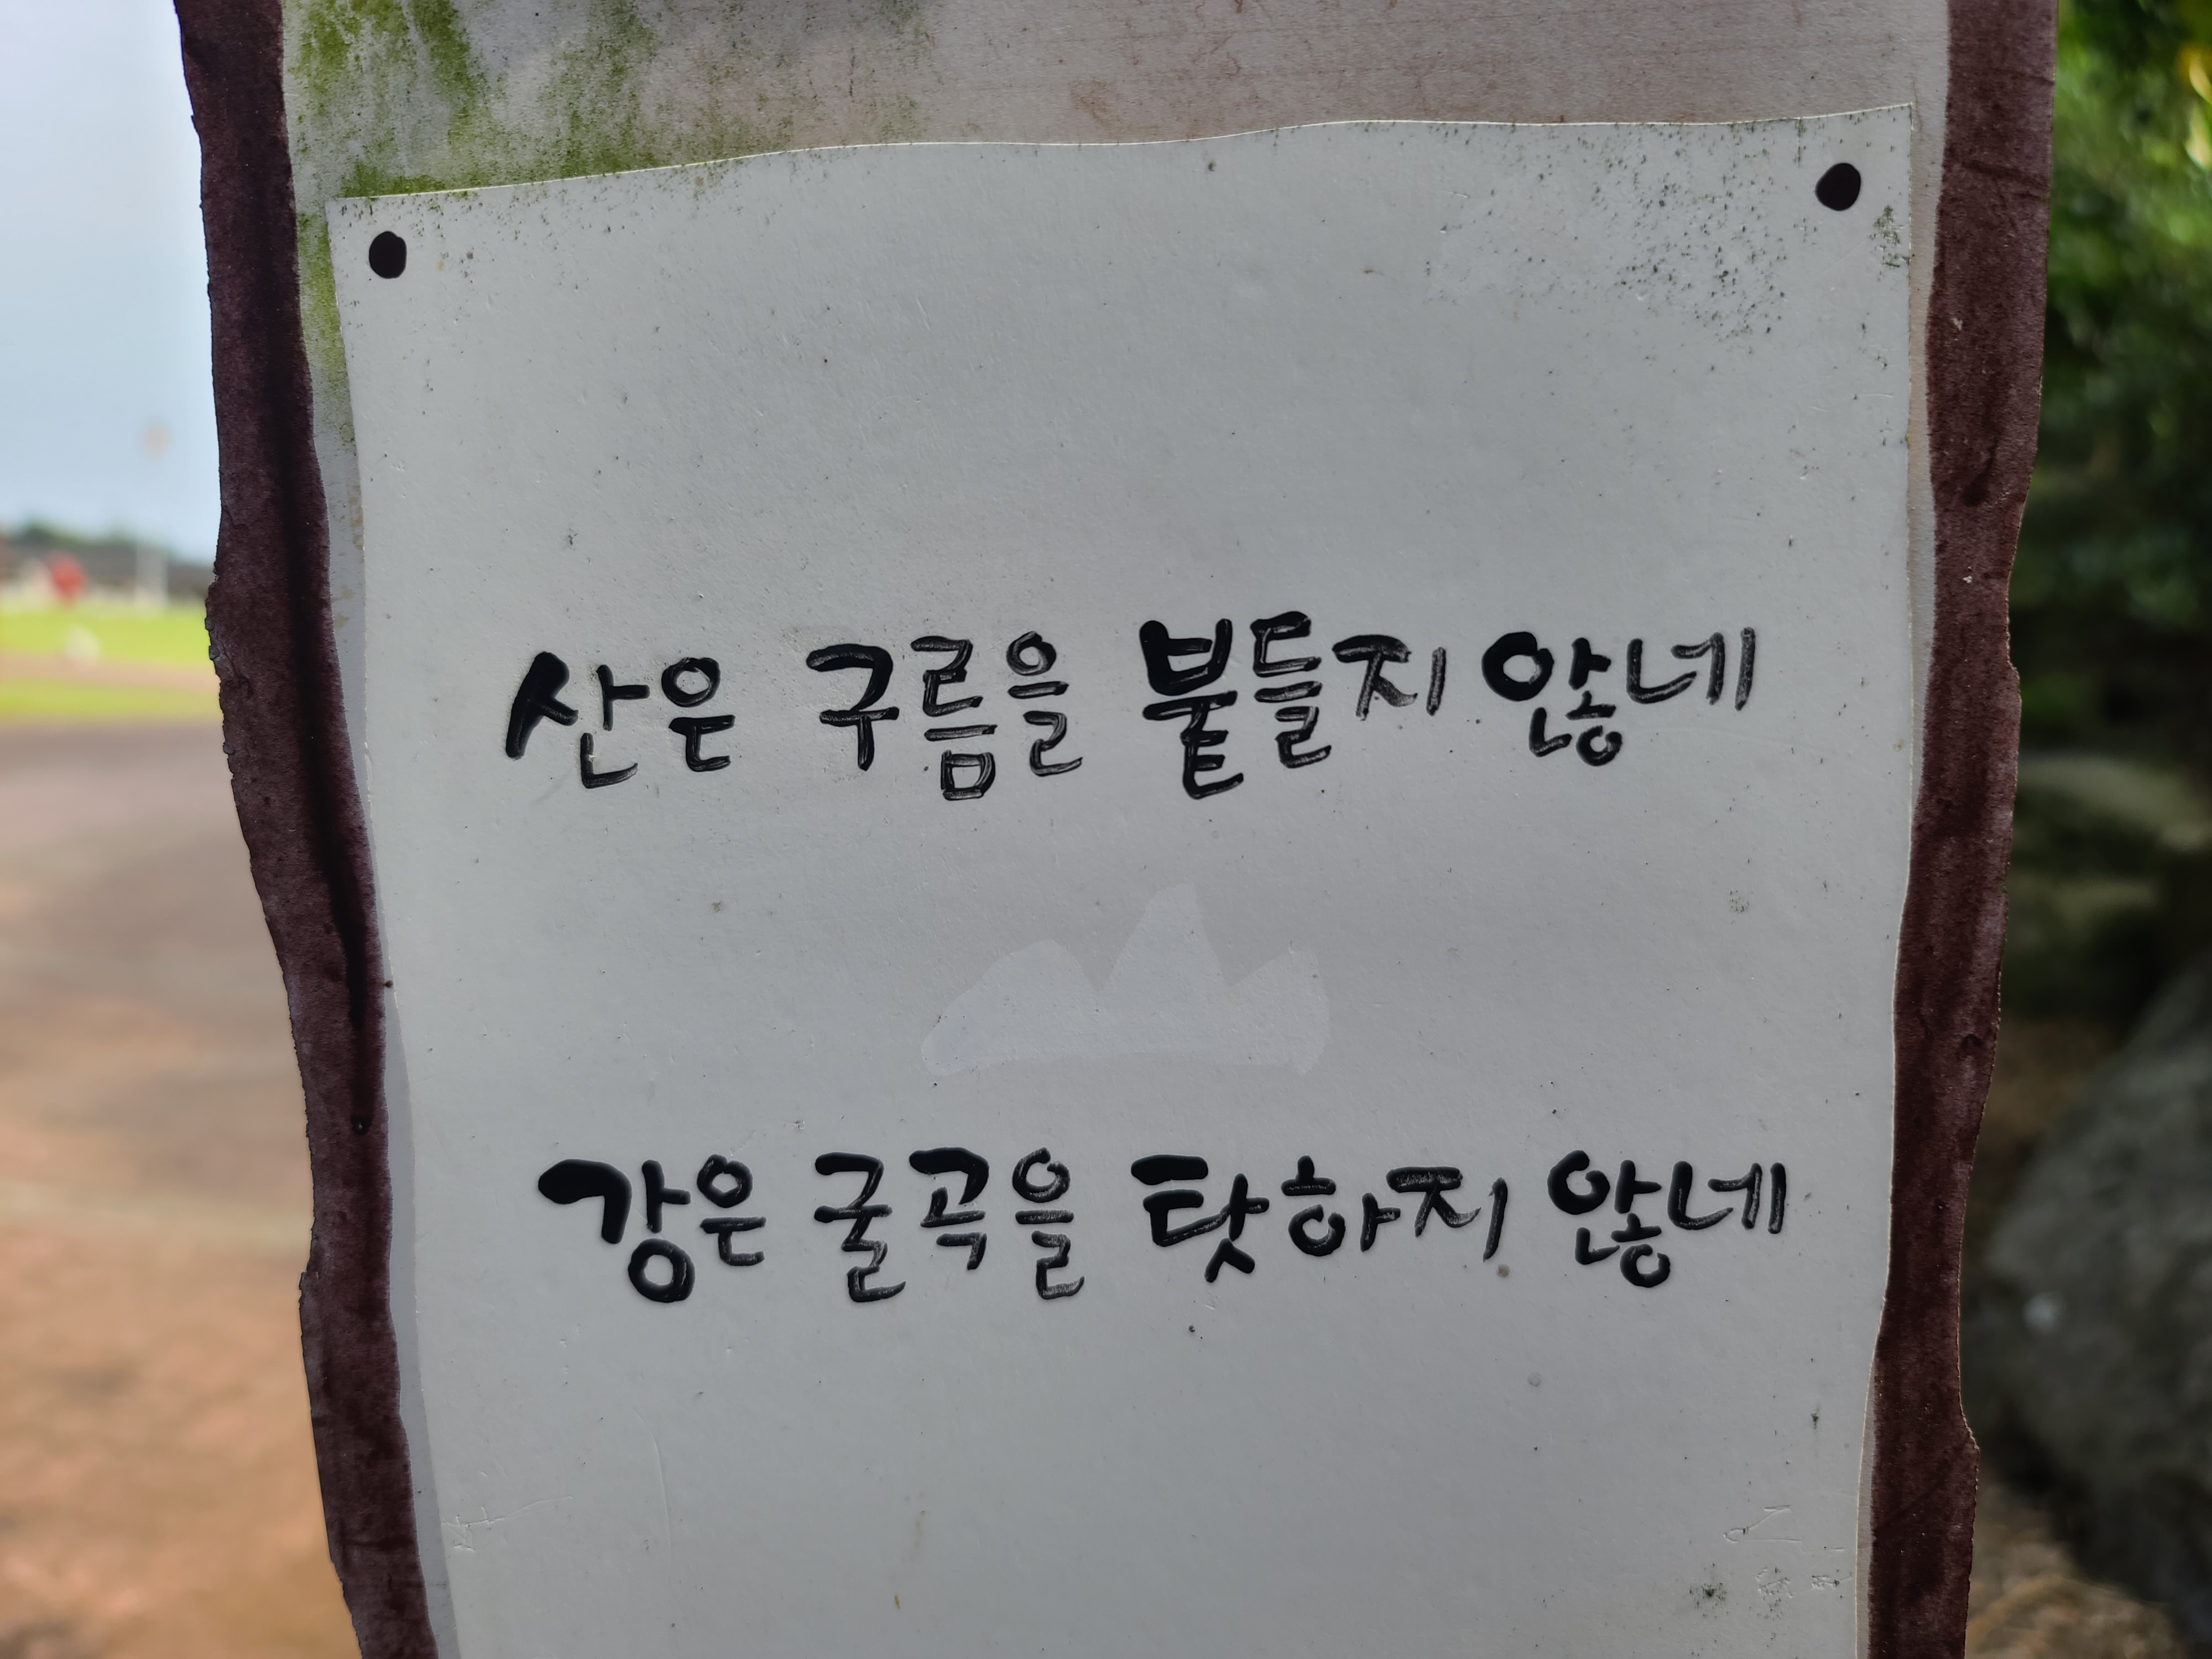 산은 구름을 붙들지 않네
강은 굴곡을 탓하지 않네